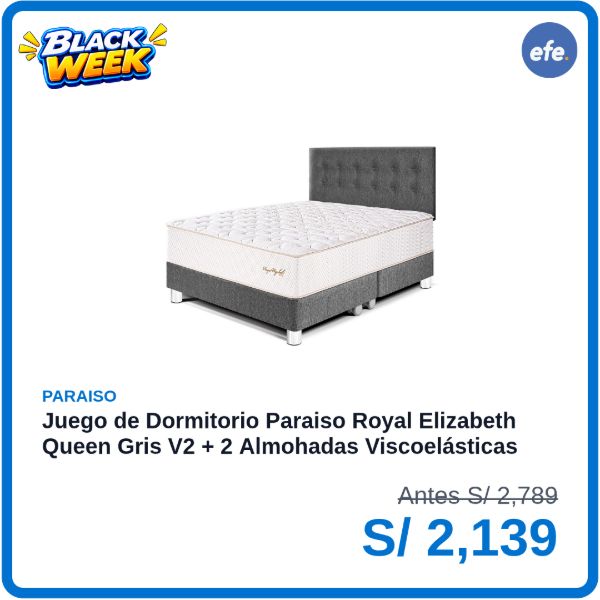 BLACK
WEEK
efe.
PARAISO
Juego de Dormitorio Paraiso Royal Elizabeth
Queen Gris V2 + 2 Almohadas Viscoelásticas
Antes S/ 2,789
S/ 2,139